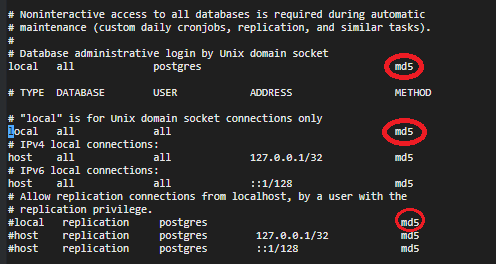 # Noninteractive access to all databases is required during automatic
# maintenance (custom daily cronjobs, replication, and similar tasks).
#
# Database administrative login by Unix domain socket
local all postgres md5
# TYPE DATABASE USER ADDRESS METHOD
# "local" is for Unix domain socket connections only
local all all md5
# IPv4 local connections:
host all all 127.0.0.1/32 md5
# IPv6 local connections:
host all all ::1/128 md5
# Allow replication connections from localhost, by a user with the
# replication privilege.
#local replication postgres md5
#host replication postgres 127.0.0.1/32 md5
#host replication postgres ::1/128 md5